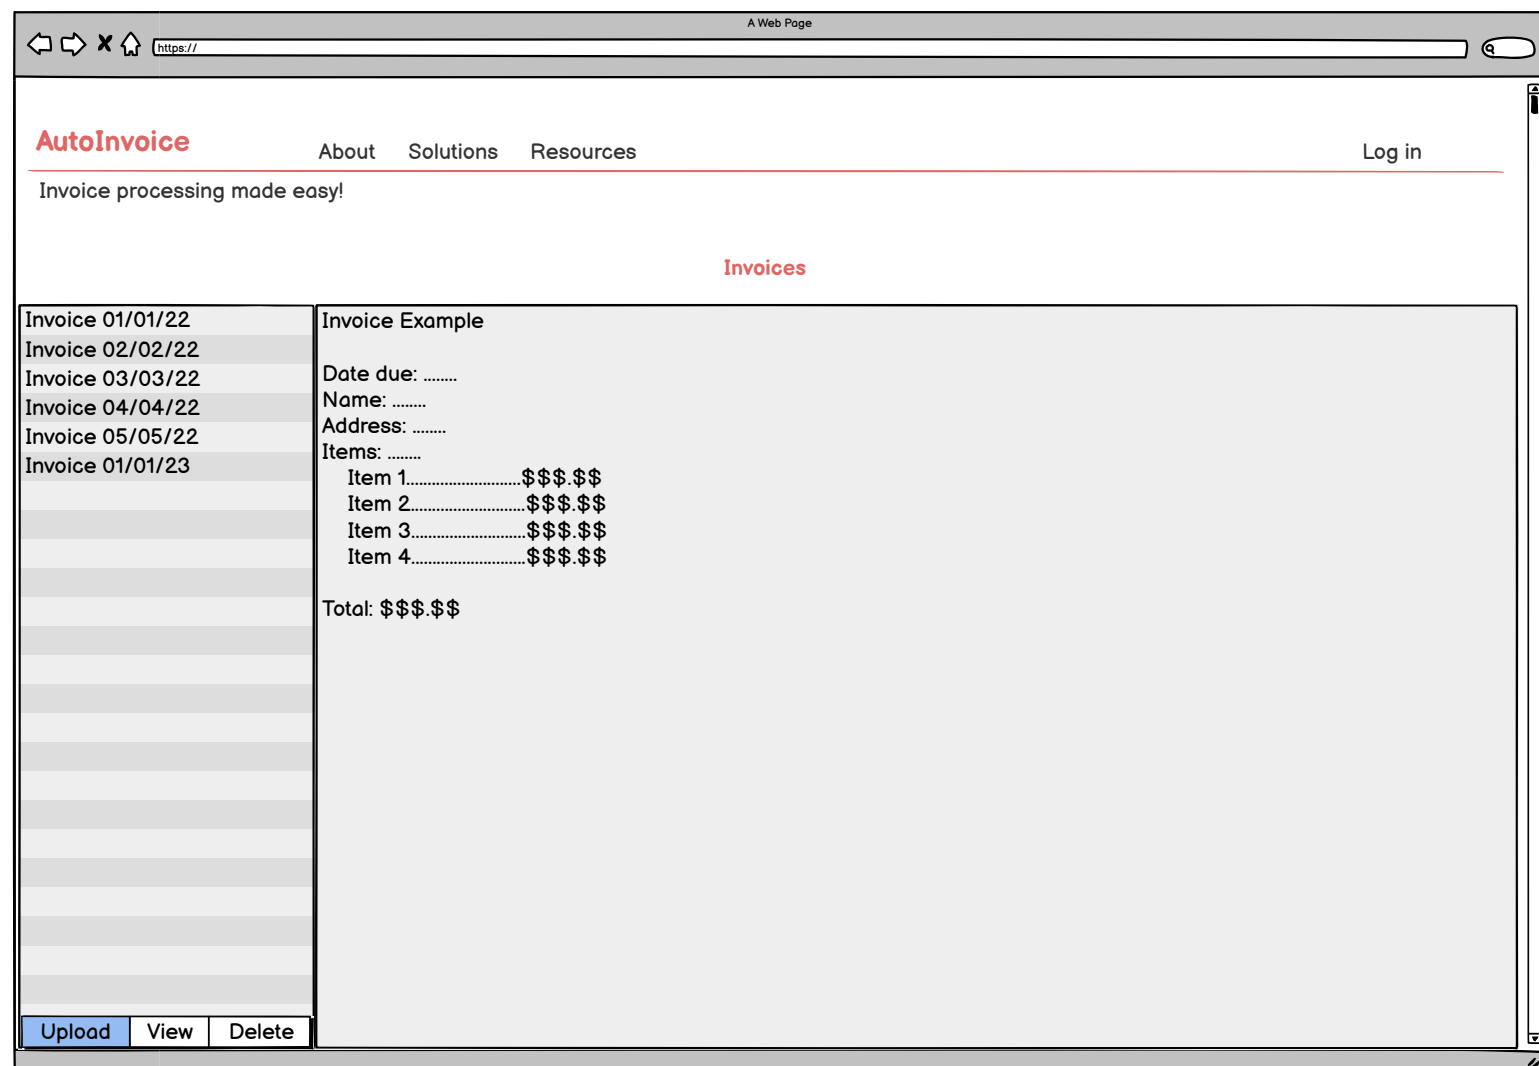 A Web Page
https://
AutoInvoice
About Solutions Resources Log in
Invoice processing made easy!
Invoices
Invoice 01/01/22
Invoice 02/02/22
Invoice 03/03/22
Invoice 04/04/22
Invoice 05/05/22
Invoice 01/01/23
Upload View Delete
Invoice Example
Date due: ........
Name: ........
Address: ........
Items: ........
Item 1...........................$$$.$$
Item 2...........................$$$.$$
Item 3...........................$$$.$$
Item 4...........................$$$.$$
Total: $$$.$$